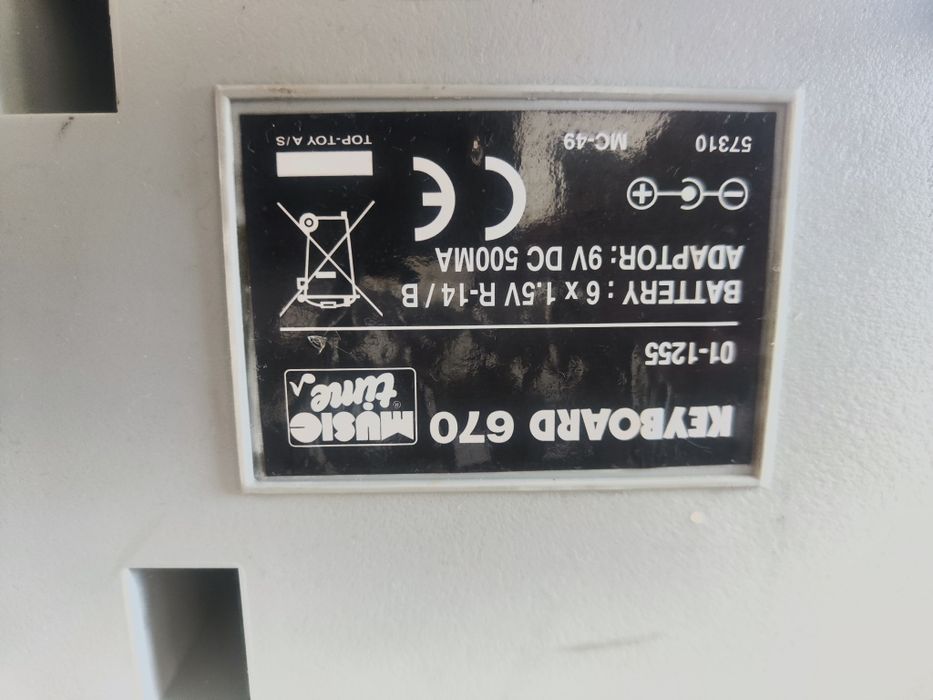 KEYBOARD 670
MUSIC
time
01-1255
BATTERY : 6 x 1.5V R-14 / B
ADAPTOR: 9V DC 500MA
CE
57310
MC-49
TOP-TOY A/S